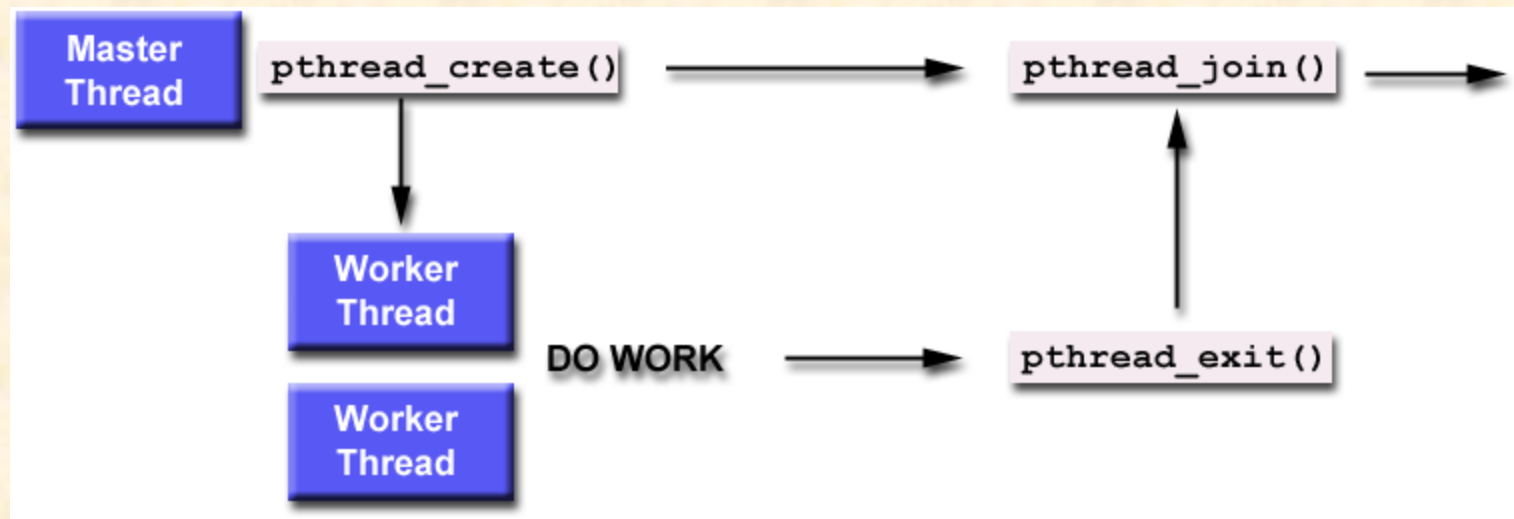 Master
Thread
pthread_create()
pthread_join()
Worker
Thread
DO WORK
pthread_exit()
Worker
Thread